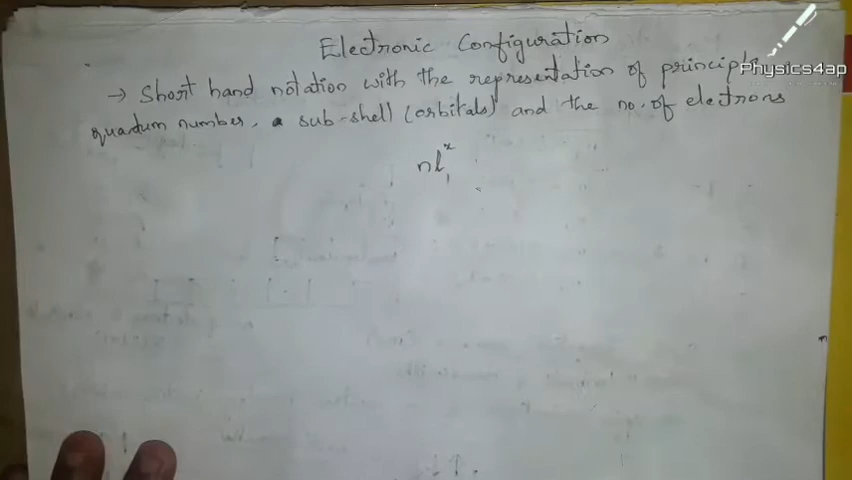 Electronic Configuration
Physics4ap
→ Short hand notation with the representation of principle
quantum number, sub-shell (orbitals) and the no. of electrons
nl^x